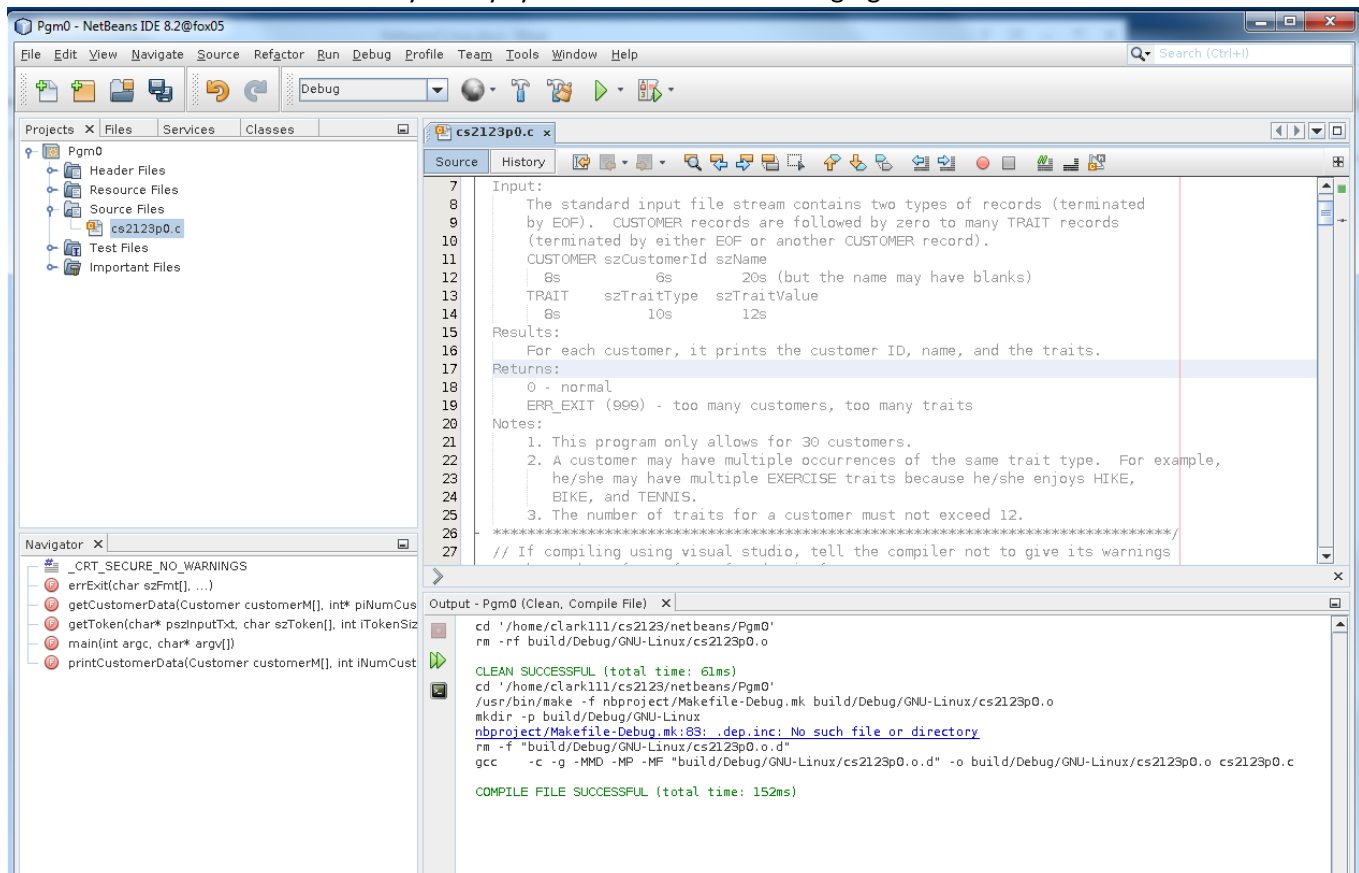 Pgm0 - NetBeans IDE 8.2@fox05
File Edit View Navigate Source Refactor Run Debug Profile Team Tools Window Help
Search (Ctrl+I)
Debug
Projects Files Services Classes
cs2123p0.c
Pgm0
Header Files
Resource Files
Source Files
cs2123p0.c
Test Files
Important Files
Source History
7 Input:
8 The standard input file stream contains two types of records (terminated
9 by EOF). CUSTOMER records are followed by zero to many TRAIT records
10 (terminated by either EOF or another CUSTOMER record).
11 CUSTOMER szCustomerId szName
12 8s 6s 20s (but the name may have blanks)
13 TRAIT szTraitType szTraitValue
14 8s 10s 12s
15 Results:
16 For each customer, it prints the customer ID, name, and the traits.
17 Returns:
18 0 - normal
19 ERR_EXIT (999) - too many customers, too many traits
20 Notes:
21 1. This program only allows for 30 customers.
22 2. A customer may have multiple occurrences of the same trait type. For example,
23 he/she may have multiple EXERCISE traits because he/she enjoys HIKE,
24 BIKE, and TENNIS.
25 3. The number of traits for a customer must not exceed 12.
26 ******************************************************************************/
27 // If compiling using visual studio, tell the compiler not to give its warnings
Navigator
_CRT_SECURE_NO_WARNINGS
errExit(char szFmt[], ...)
getCustomerData(Customer customerM[], int* piNumCus
getToken(char* pszInputTxt, char szToken[], int iTokenSiz
main(int argc, char* argv[])
printCustomerData(Customer customerM[], int iNumCust
Output - Pgm0 (Clean, Compile File)
cd '/home/clark111/cs2123/netbeans/Pgm0'
rm -rf build/Debug/GNU-Linux/cs2123p0.o
CLEAN SUCCESSFUL (total time: 61ms)
cd '/home/clark111/cs2123/netbeans/Pgm0'
/usr/bin/make -f nbproject/Makefile-Debug.mk build/Debug/GNU-Linux/cs2123p0.o
mkdir -p build/Debug/GNU-Linux
nbproject/Makefile-Debug.mk:83: .dep.inc: No such file or directory
rm -f "build/Debug/GNU-Linux/cs2123p0.o.d"
gcc -c -g -MMD -MP -MF "build/Debug/GNU-Linux/cs2123p0.o.d" -o build/Debug/GNU-Linux/cs2123p0.o cs2123p0.c
COMPILE FILE SUCCESSFUL (total time: 152ms)